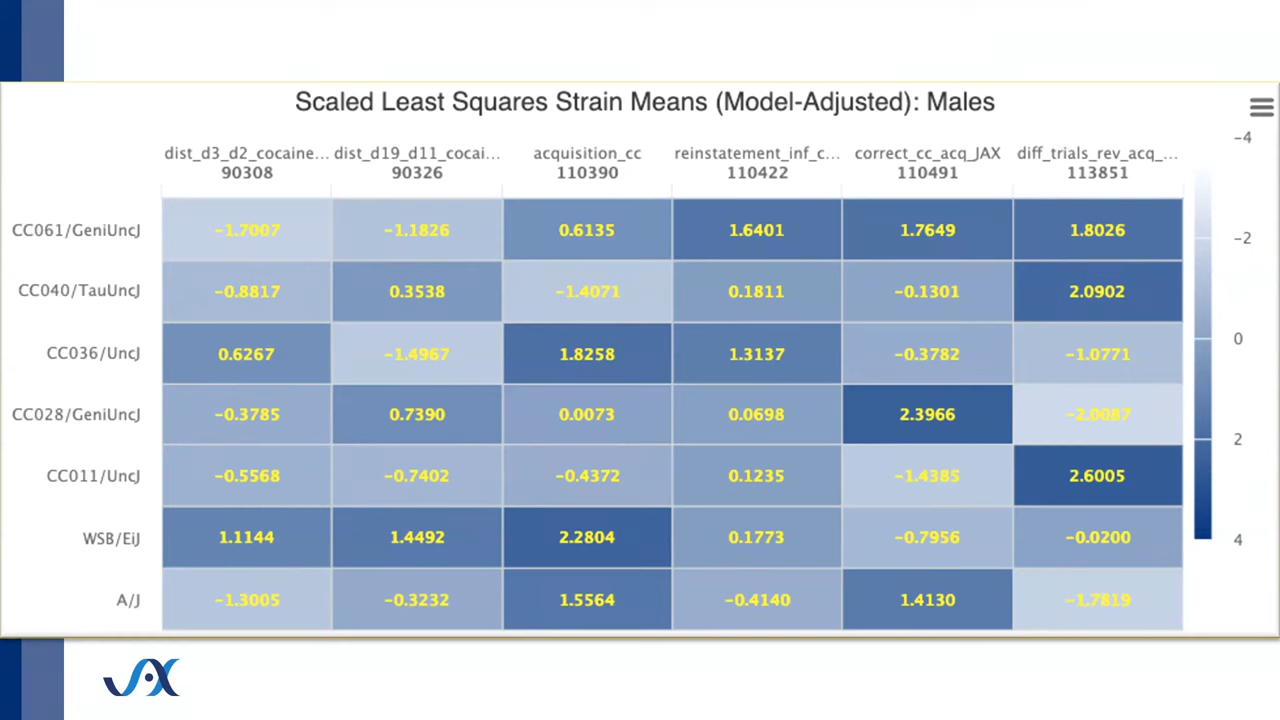 Scaled Least Squares Strain Means (Model-Adjusted): Males
dist_d3_d2_cocaine... dist_d19_d11_cocai... acquisition_cc reinstatement_inf_c... correct_cc_acq_JAX diff_trials_rev_acq_...
90308 90326 110390 110422 110491 113851
CC061/GeniUncJ −1.7007 −1.1826 0.6135 1.6401 1.7649 1.8026
CC040/TauUncJ −0.8817 0.3538 −1.4071 0.1811 −0.1301 2.0902
CC036/UncJ 0.6267 −1.4967 1.8258 1.3137 −0.3782 −1.0771
CC028/GeniUncJ −0.3785 0.7390 0.0073 0.0698 2.3966 −2.0087
CC011/UncJ −0.5568 −0.7402 −0.4372 0.1235 −1.4385 2.6005
WSB/EiJ 1.1144 1.4492 2.2804 0.1773 −0.7956 −0.0200
A/J −1.3005 −0.3232 1.5564 −0.4140 1.4130 −1.7819
−4
−2
0
2
4
JAX